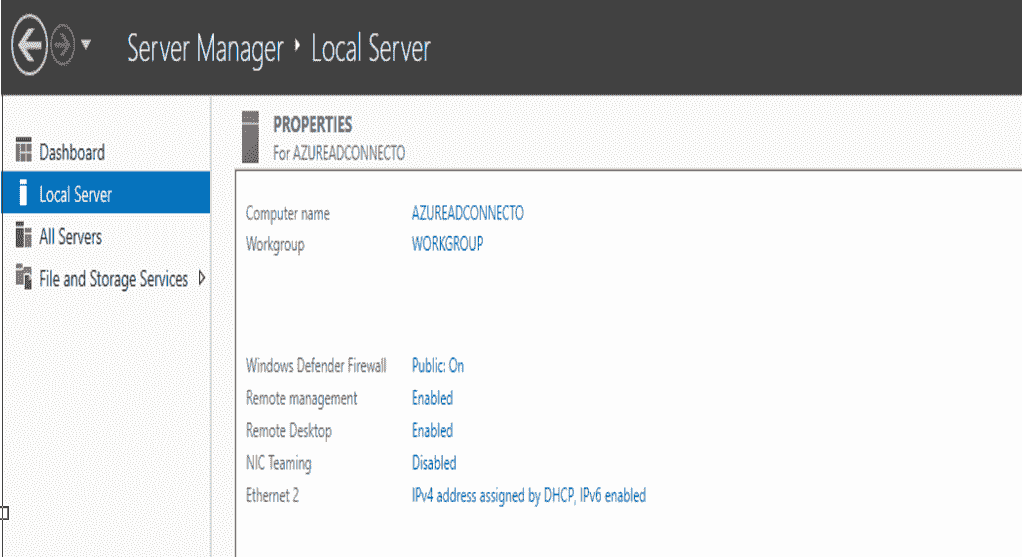 Server Manager ‣ Local Server
Dashboard
Local Server
All Servers
File and Storage Services
PROPERTIES
For AZUREADCONNECTO
Computer name AZUREADCONNECTO
Workgroup WORKGROUP
Windows Defender Firewall Public: On
Remote management Enabled
Remote Desktop Enabled
NIC Teaming Disabled
Ethernet 2 IPv4 address assigned by DHCP, IPv6 enabled